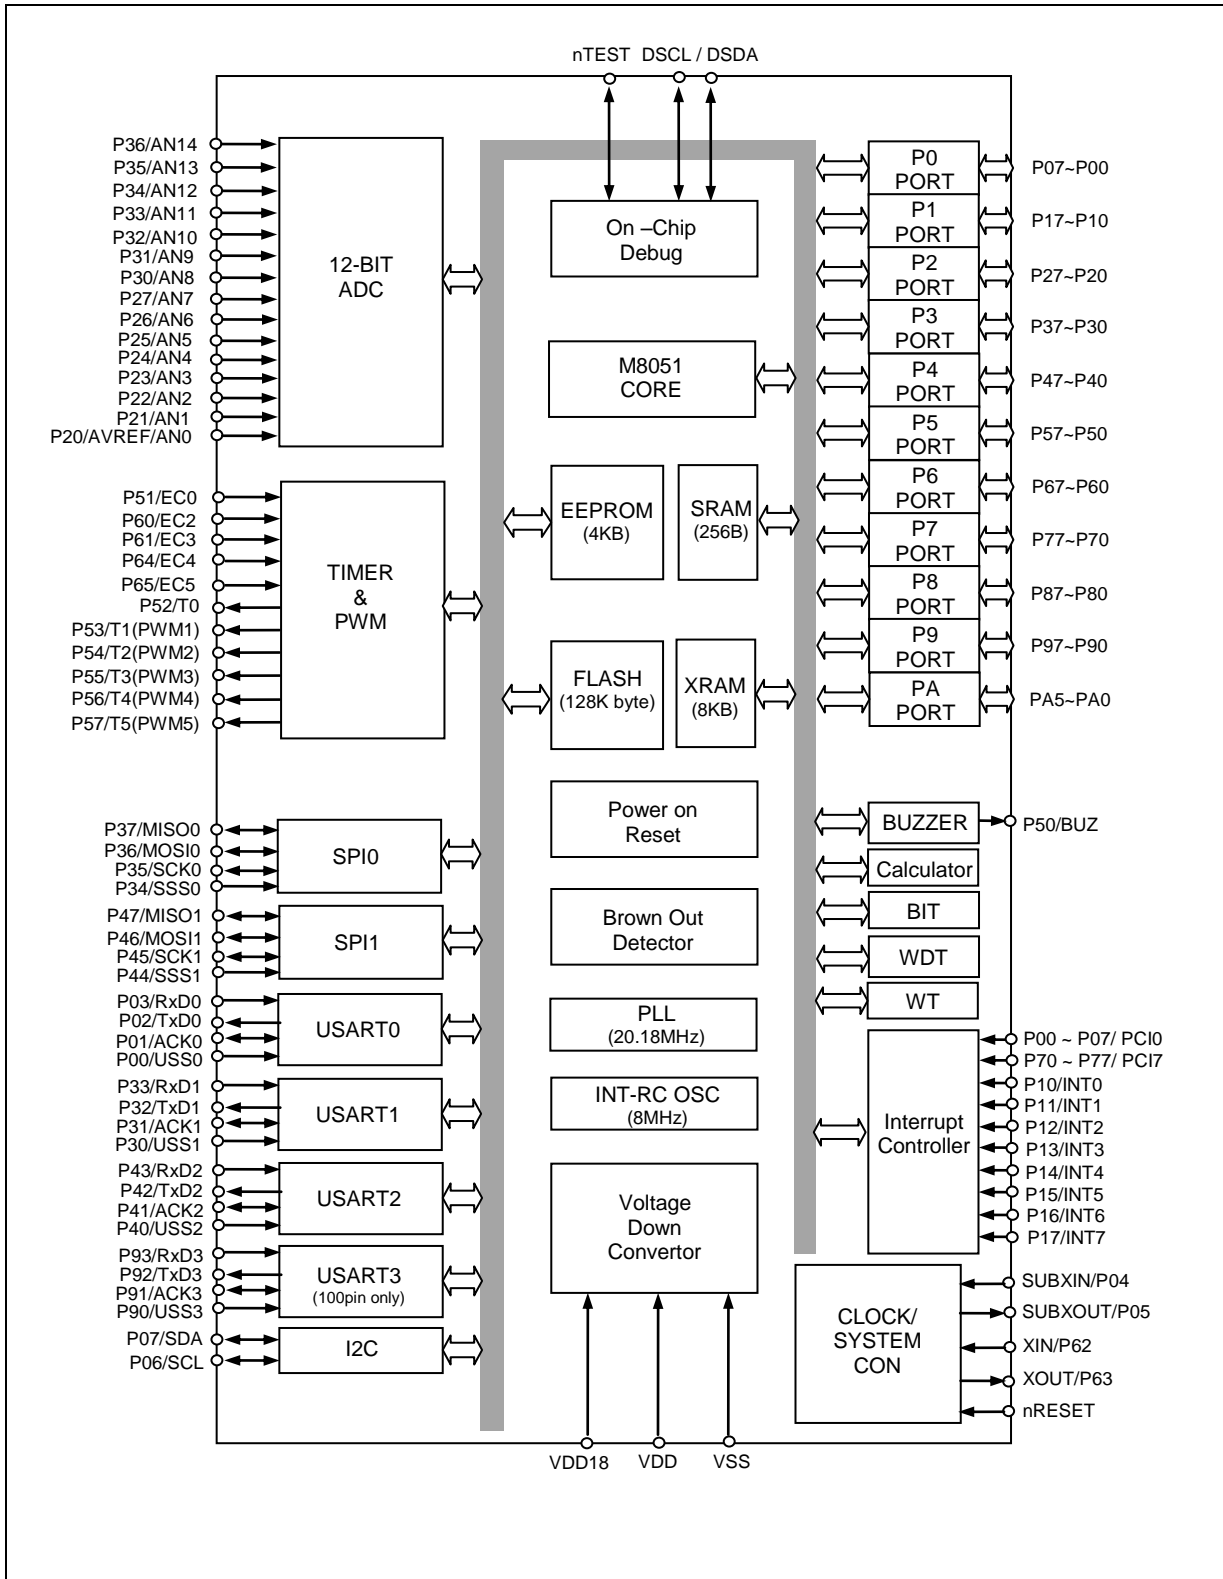 nTEST DSCL / DSDA
P36/AN14
P35/AN13
P34/AN12
P33/AN11
P32/AN10
P31/AN9
P30/AN8
P27/AN7
P26/AN6
P25/AN5
P24/AN4
P23/AN3
P22/AN2
P21/AN1
P20/AVREF/AN0
12-BIT
ADC
P51/EC0
P60/EC2
P61/EC3
P64/EC4
P65/EC5
P52/T0
P53/T1(PWM1)
P54/T2(PWM2)
P55/T3(PWM3)
P56/T4(PWM4)
P57/T5(PWM5)
TIMER
&
PWM
P37/MISO0
P36/MOSI0
P35/SCK0
P34/SSS0
SPI0
P47/MISO1
P46/MOSI1
P45/SCK1
P44/SSS1
SPI1
P03/RxD0
P02/TxD0
P01/ACK0
P00/USS0
USART0
P33/RxD1
P32/TxD1
P31/ACK1
P30/USS1
USART1
P43/RxD2
P42/TxD2
P41/ACK2
P40/USS2
USART2
P93/RxD3
P92/TxD3
P91/ACK3
P90/USS3
USART3
(100pin only)
P07/SDA
P06/SCL
I2C
On –Chip
Debug
M8051
CORE
EEPROM
(4KB)
SRAM
(256B)
FLASH
(128K byte)
XRAM
(8KB)
Power on
Reset
Brown Out
Detector
PLL
(20.18MHz)
INT-RC OSC
(8MHz)
Voltage
Down
Convertor
VDD18
VDD
VSS
P0
PORT
P07~P00
P1
PORT
P17~P10
P2
PORT
P27~P20
P3
PORT
P37~P30
P4
PORT
P47~P40
P5
PORT
P57~P50
P6
PORT
P67~P60
P7
PORT
P77~P70
P8
PORT
P87~P80
P9
PORT
P97~P90
PA
PORT
PA5~PA0
BUZZER
P50/BUZ
Calculator
BIT
WDT
WT
Interrupt
Controller
P00 ~ P07/ PCI0
P70 ~ P77/ PCI7
P10/INT0
P11/INT1
P12/INT2
P13/INT3
P14/INT4
P15/INT5
P16/INT6
P17/INT7
CLOCK/
SYSTEM
CON
SUBXIN/P04
SUBXOUT/P05
XIN/P62
XOUT/P63
nRESET